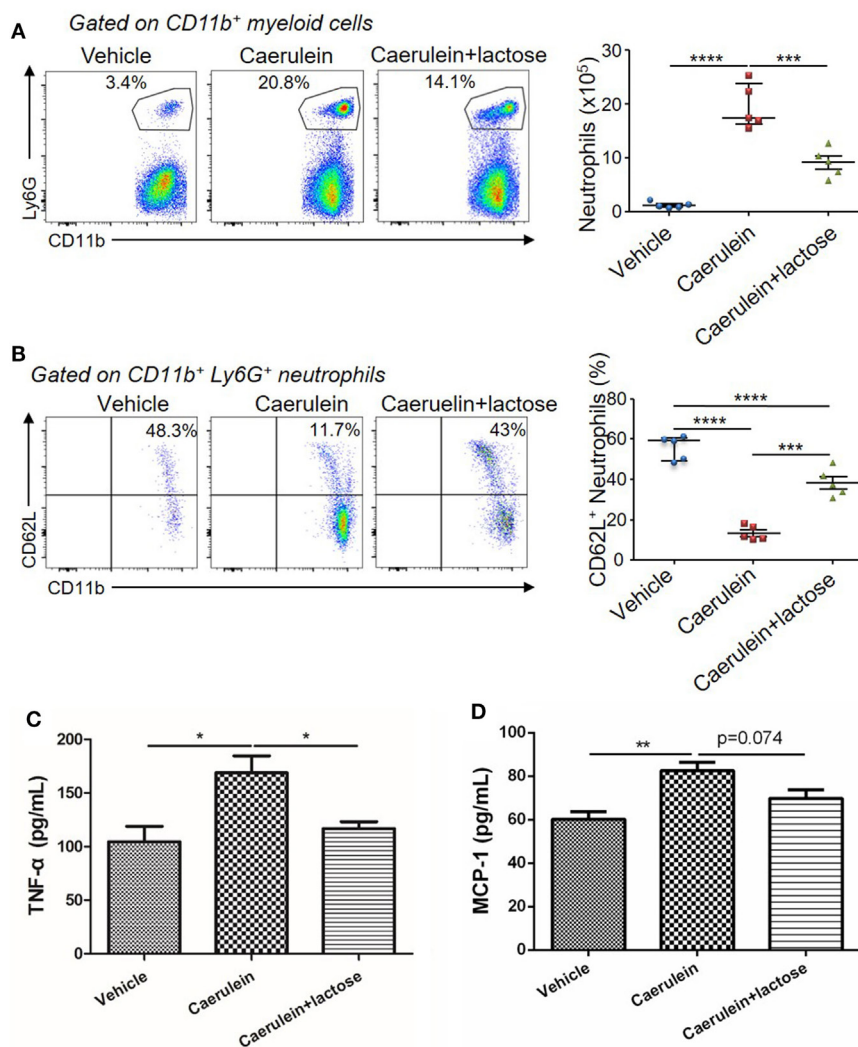 A
Gated on CD11b⁺ myeloid cells
Vehicle
Caerulein
Caerulein+lactose
3.4%
20.8%
14.1%
Ly6G
CD11b
Neutrophils (x10⁵)
30
20
10
0
****
***
Vehicle
Caerulein
Caerulein+lactose
B
Gated on CD11b⁺ Ly6G⁺ neutrophils
Vehicle
Caerulein
Caeruelin+lactose
48.3%
11.7%
43%
CD62L
CD11b
CD62L⁺ Neutrophils (%)
80
60
40
20
0
****
****
***
Vehicle
Caerulein
Caerulein+lactose
C
TNF-α (pg/mL)
200
150
100
50
0
*
*
Vehicle
Caerulein
Caerulein+lactose
D
MCP-1 (pg/mL)
100
80
60
40
20
0
**
p=0.074
Vehicle
Caerulein
Caerulein+lactose